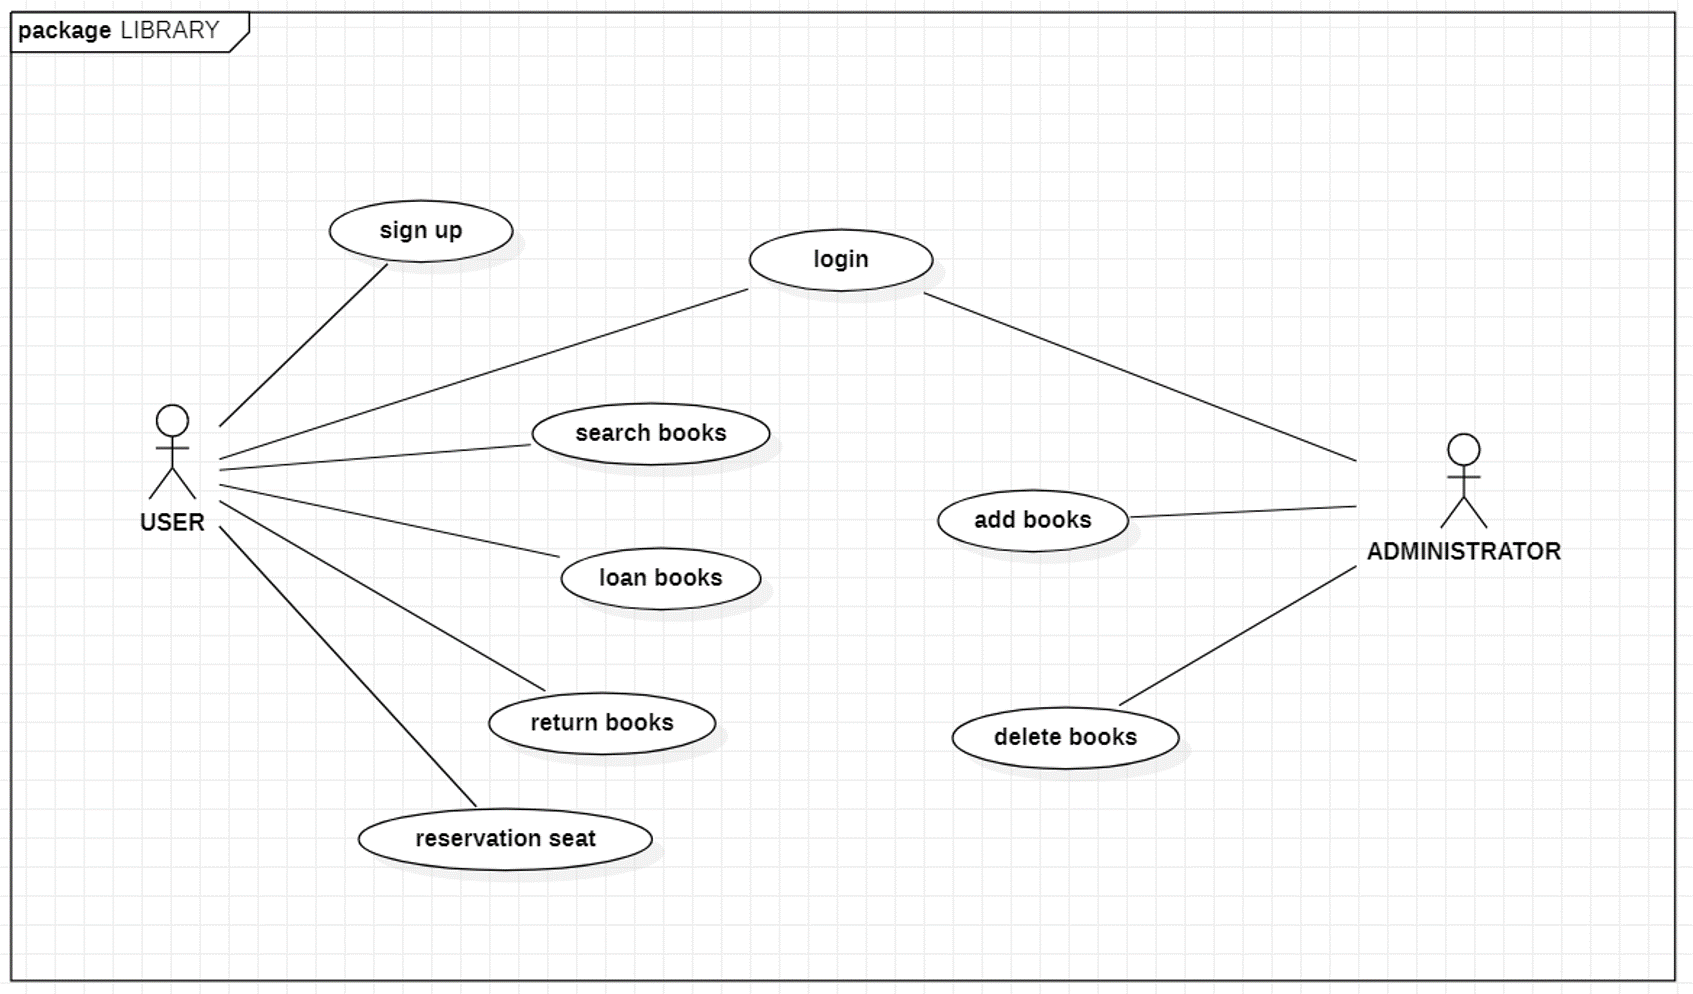 package LIBRARY
sign up
login
search books
USER
add books
ADMINISTRATOR
loan books
return books
delete books
reservation seat